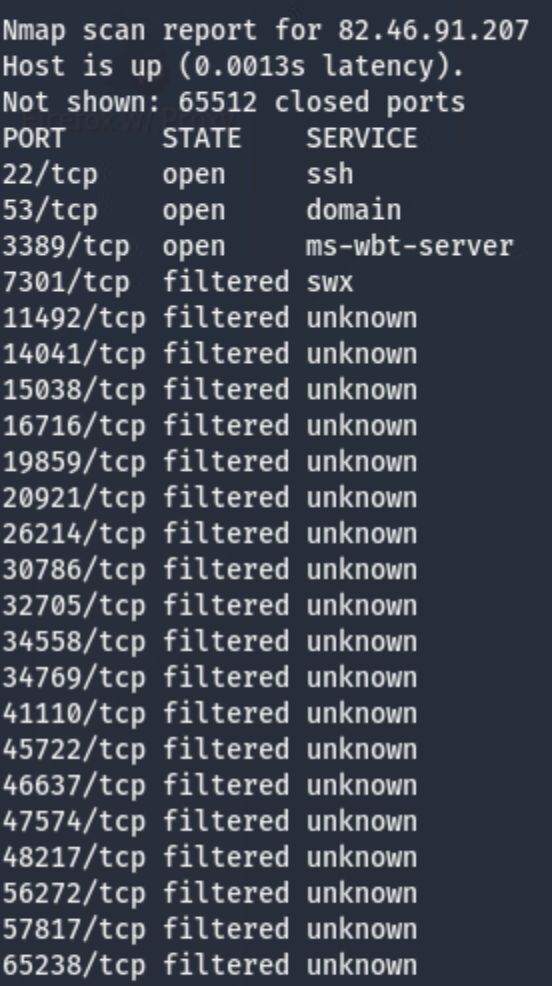 Nmap scan report for 82.46.91.207
Host is up (0.0013s latency).
Not shown: 65512 closed ports
PORT STATE SERVICE
22/tcp open ssh
53/tcp open domain
3389/tcp open ms-wbt-server
7301/tcp filtered swx
11492/tcp filtered unknown
14041/tcp filtered unknown
15038/tcp filtered unknown
16716/tcp filtered unknown
19859/tcp filtered unknown
20921/tcp filtered unknown
26214/tcp filtered unknown
30786/tcp filtered unknown
32705/tcp filtered unknown
34558/tcp filtered unknown
34769/tcp filtered unknown
41110/tcp filtered unknown
45722/tcp filtered unknown
46637/tcp filtered unknown
47574/tcp filtered unknown
48217/tcp filtered unknown
56272/tcp filtered unknown
57817/tcp filtered unknown
65238/tcp filtered unknown